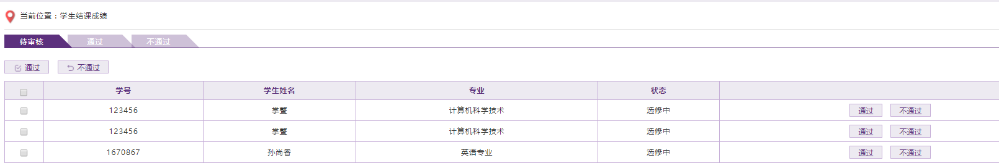 当前位置：学生结课成绩
待审核 通过 不通过
通过 不通过
学号 学生姓名 专业 状态
123456 掌聲 计算机科学技术 选修中 通过 不通过
123456 掌聲 计算机科学技术 选修中 通过 不通过
1670867 孙尚香 英语专业 选修中 通过 不通过